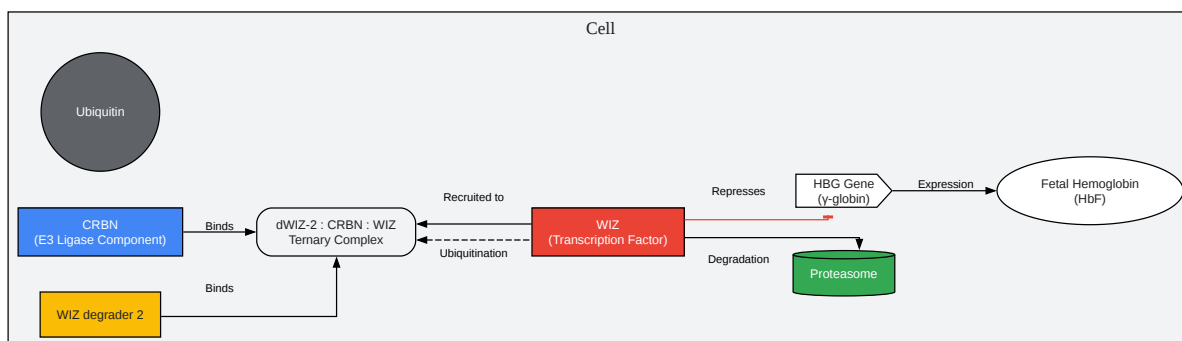 Cell
Ubiquitin
CRBN
(E3 Ligase Component)
Binds
dWIZ-2 : CRBN : WIZ
Ternary Complex
Recruited to
Ubiquitination
WIZ
(Transcription Factor)
Represses
Degradation
HBG Gene
(γ-globin)
Expression
Fetal Hemoglobin
(HbF)
Proteasome
WIZ degrader 2
Binds